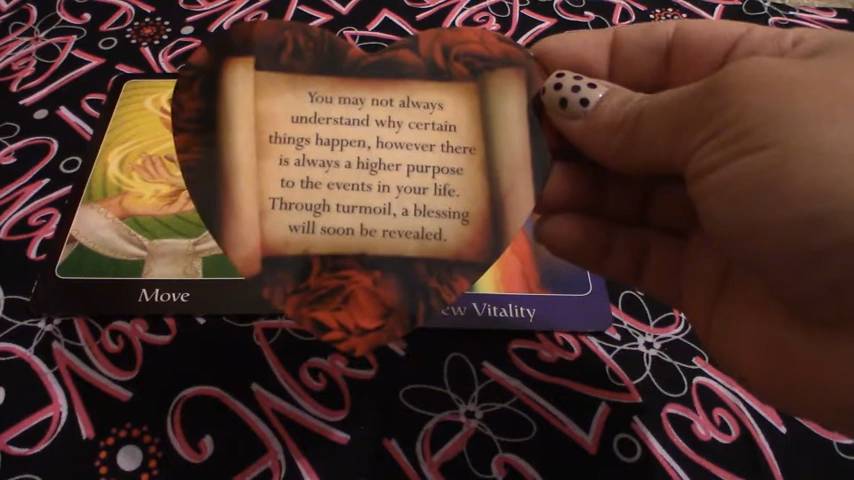 You may not always
understand why certain
things happen, however there
is always a higher purpose
to the events in your life.
Through turmoil, a blessing
will soon be revealed.
Move
ew Vitality